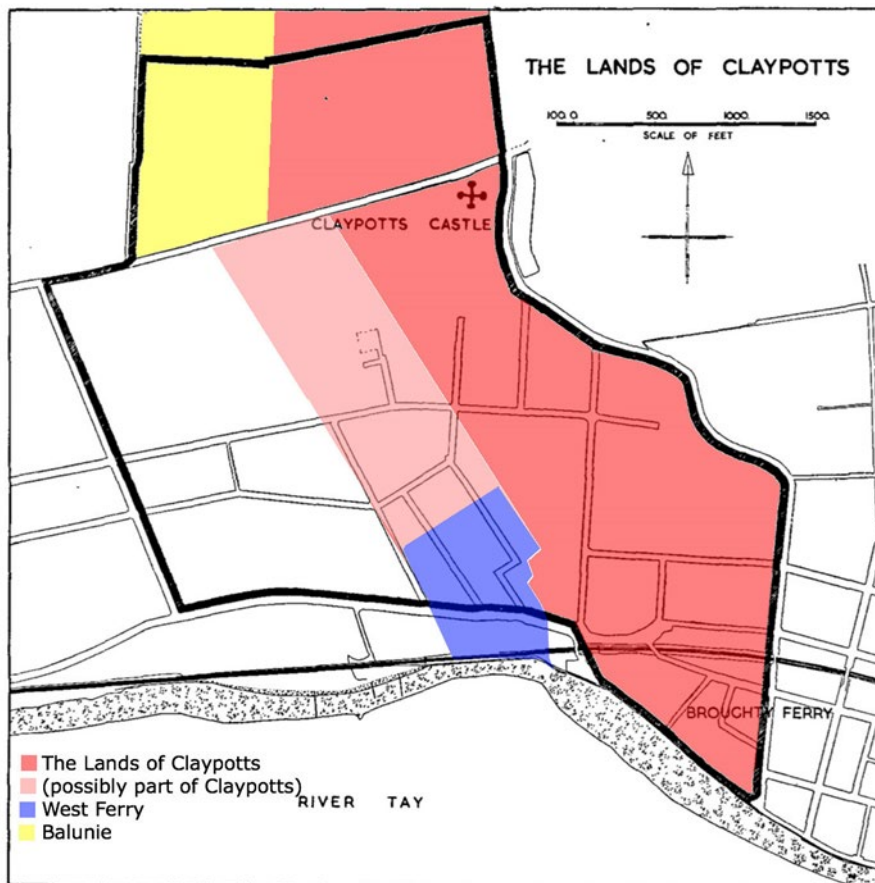 THE LANDS OF CLAYPOTTS
100.0. 500. 1000. 1500.
SCALE OF FEET
CLAYPOTTS CASTLE
BROUGHTY FERRY
The Lands of Claypotts
(possibly part of Claypotts)
West Ferry
Balunie
RIVER TAY